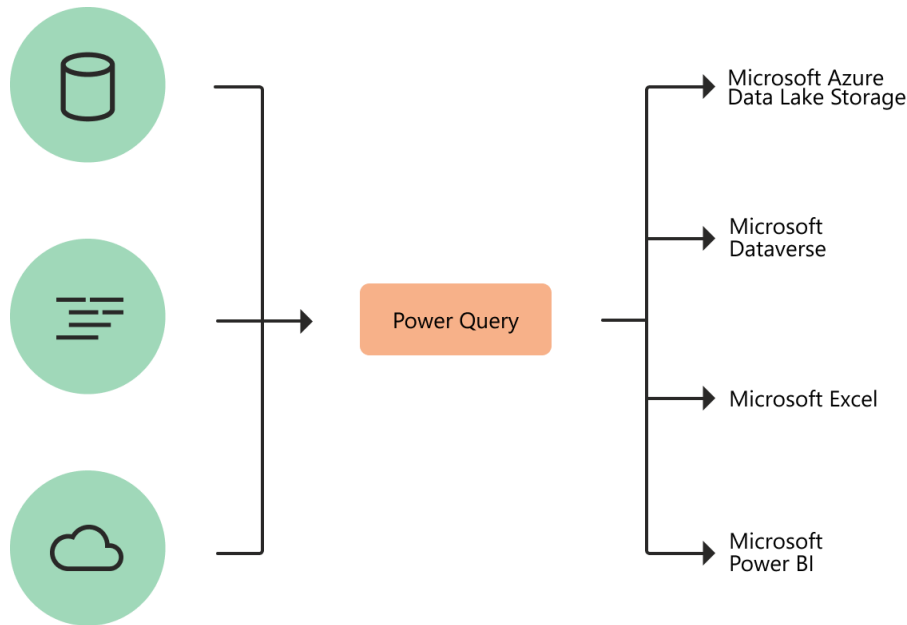 Microsoft Azure
Data Lake Storage
Microsoft
Dataverse
Power Query
Microsoft Excel
Microsoft
Power BI